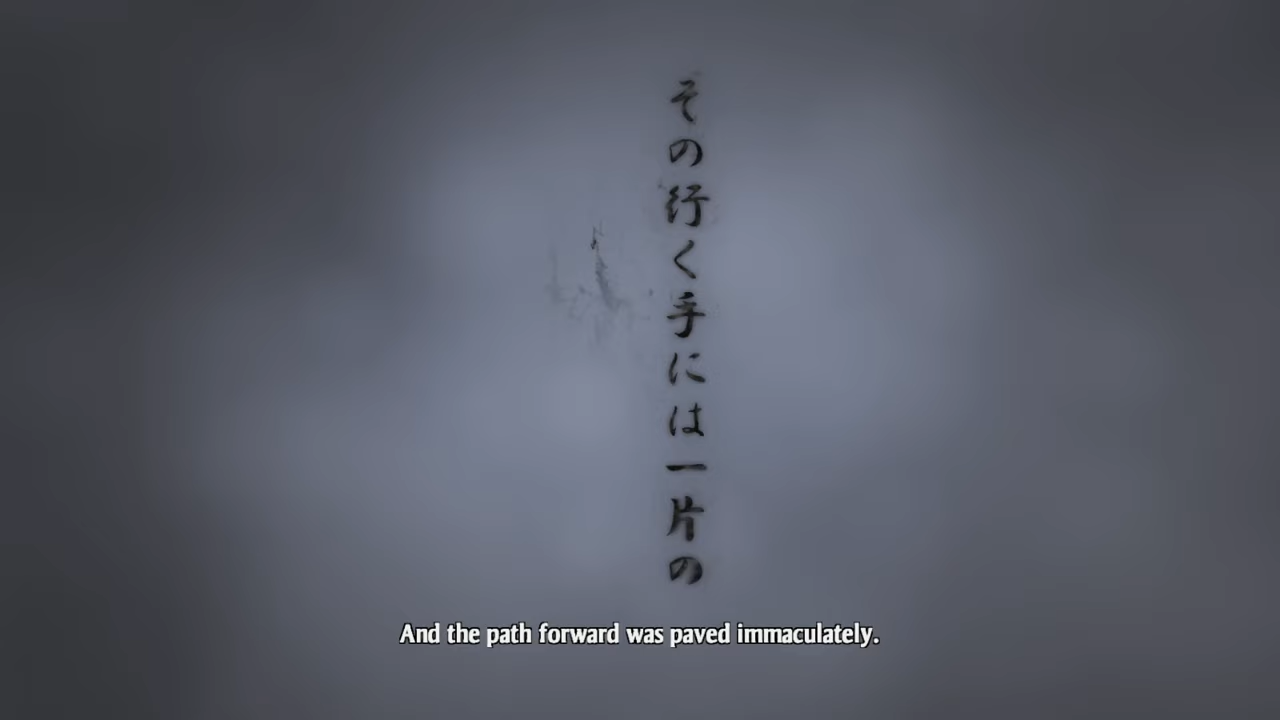 その行く手には一片の
And the path forward was paved immaculately.